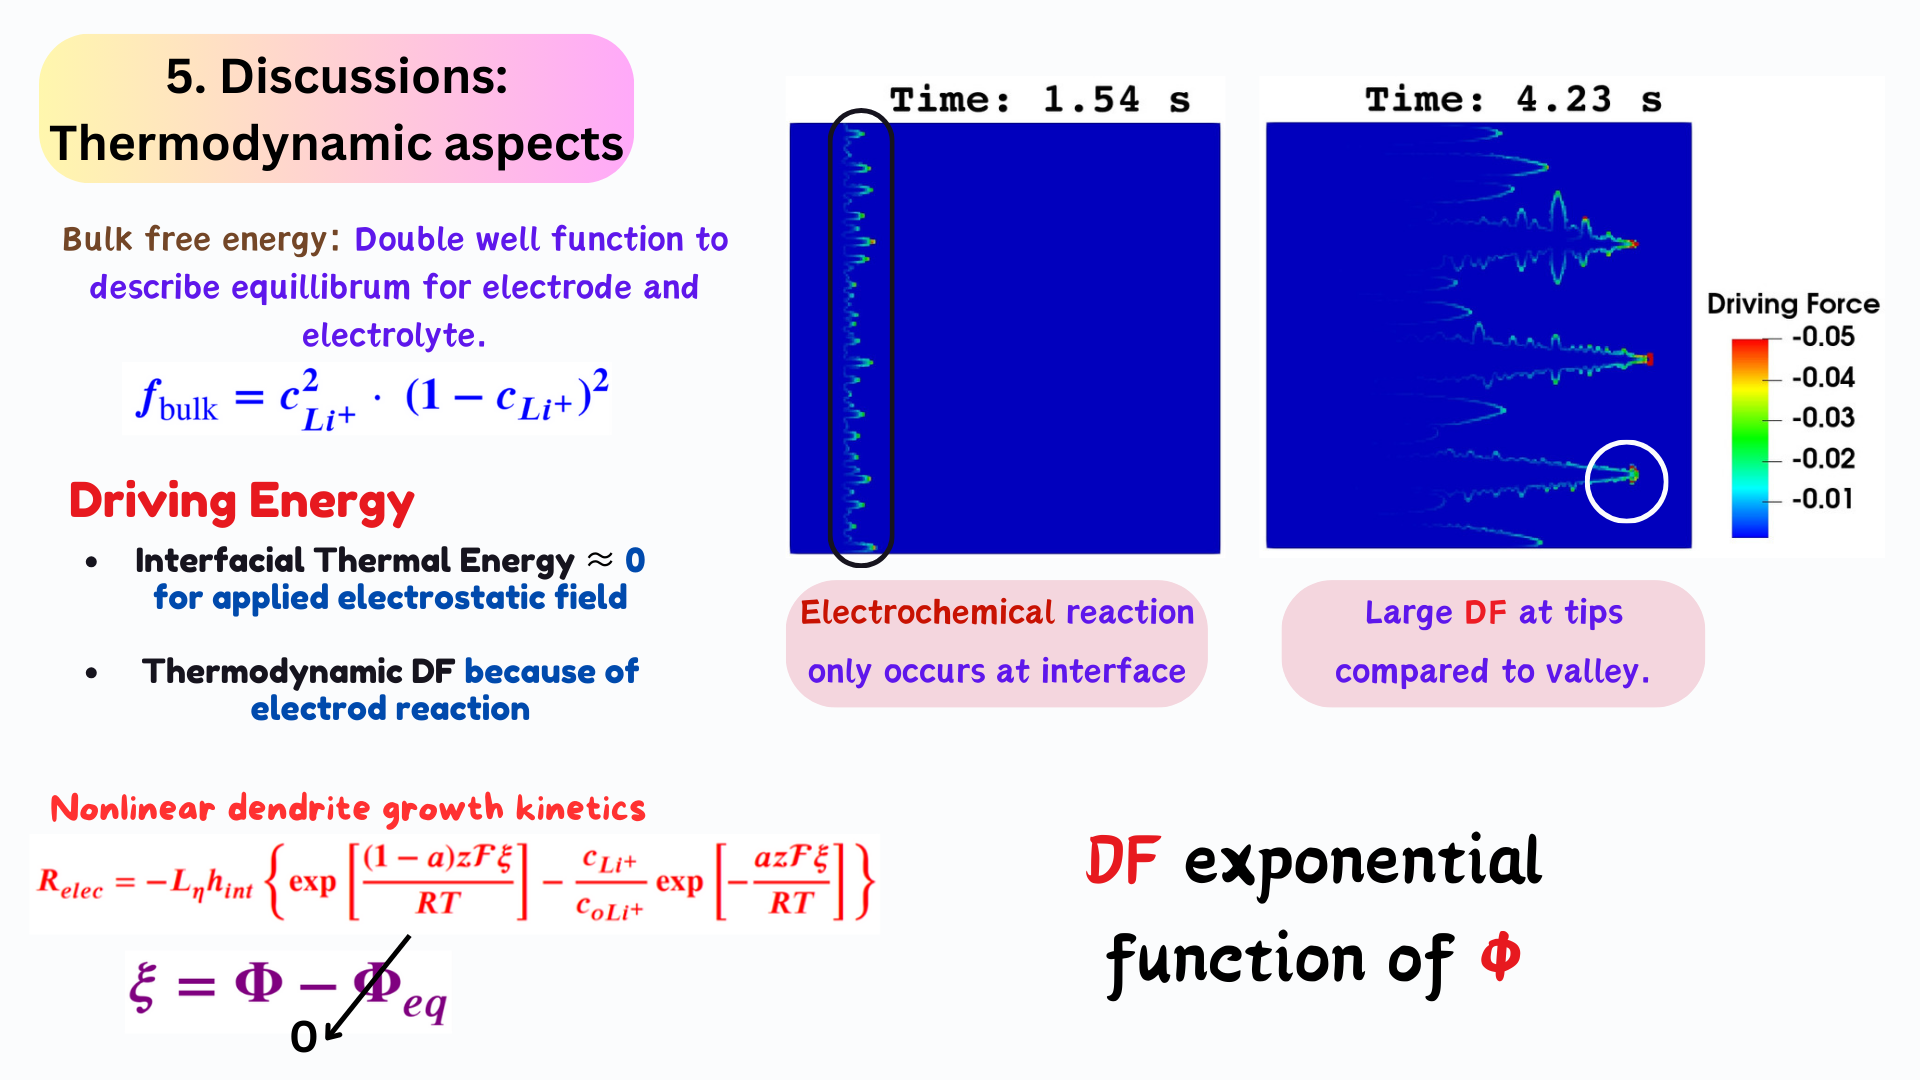 5. Discussions:
Thermodynamic aspects
Bulk free energy: Double well function to
describe equillibrum for electrode and
electrolyte.
f_bulk = c²_Li⁺ · (1 − c_Li⁺)²
Driving Energy
• Interfacial Thermal Energy ≈ 0
for applied electrostatic field
• Thermodynamic DF because of
electrod reaction
Nonlinear dendrite growth kinetics
R_elec = −L_η h_int { exp [ (1 − a)zℱξ / RT ] − c_Li⁺ / c_oLi⁺ exp [ − azℱξ / RT ] }
ξ = Φ − Φ_eq
0
Time: 1.54 s
Time: 4.23 s
Driving Force
-0.05
-0.04
-0.03
-0.02
-0.01
Electrochemical reaction
only occurs at interface
Large DF at tips
compared to valley.
DF exponential
function of Φ